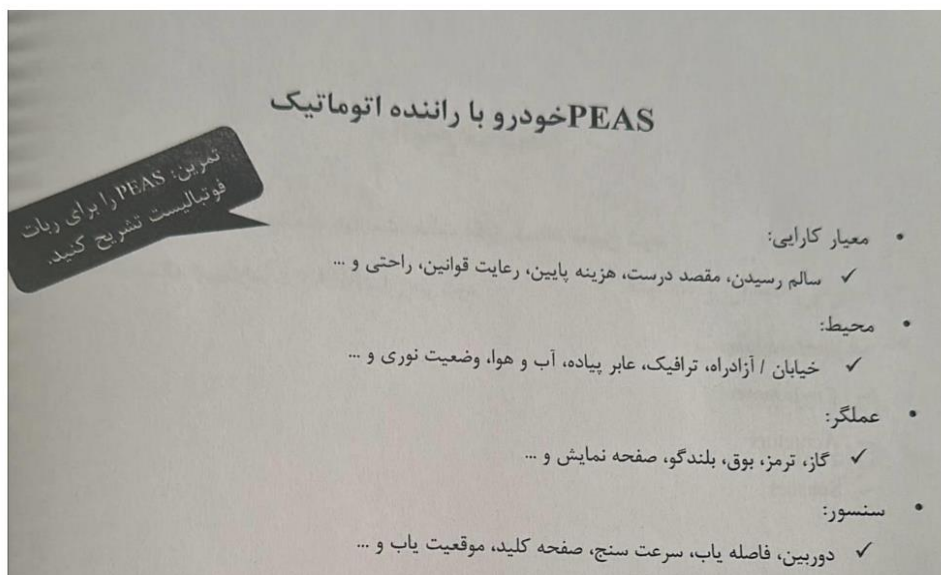 PEAS خودرو با راننده اتوماتیک
تمرین: PEAS را برای ربات
فوتبالیست تشریح کنید.
• معیار کارایی:
✓ سالم رسیدن، مقصد درست، هزینه پایین، رعایت قوانین، راحتی و ...
• محیط:
✓ خیابان / آزادراه، ترافیک، عابر پیاده، آب و هوا، وضعیت نوری و ...
• عملگر:
✓ گاز، ترمز، بوق، بلندگو، صفحه نمایش و ...
• سنسور:
✓ دوربین، فاصله یاب، سرعت سنج، صفحه کلید، موقعیت یاب و ...